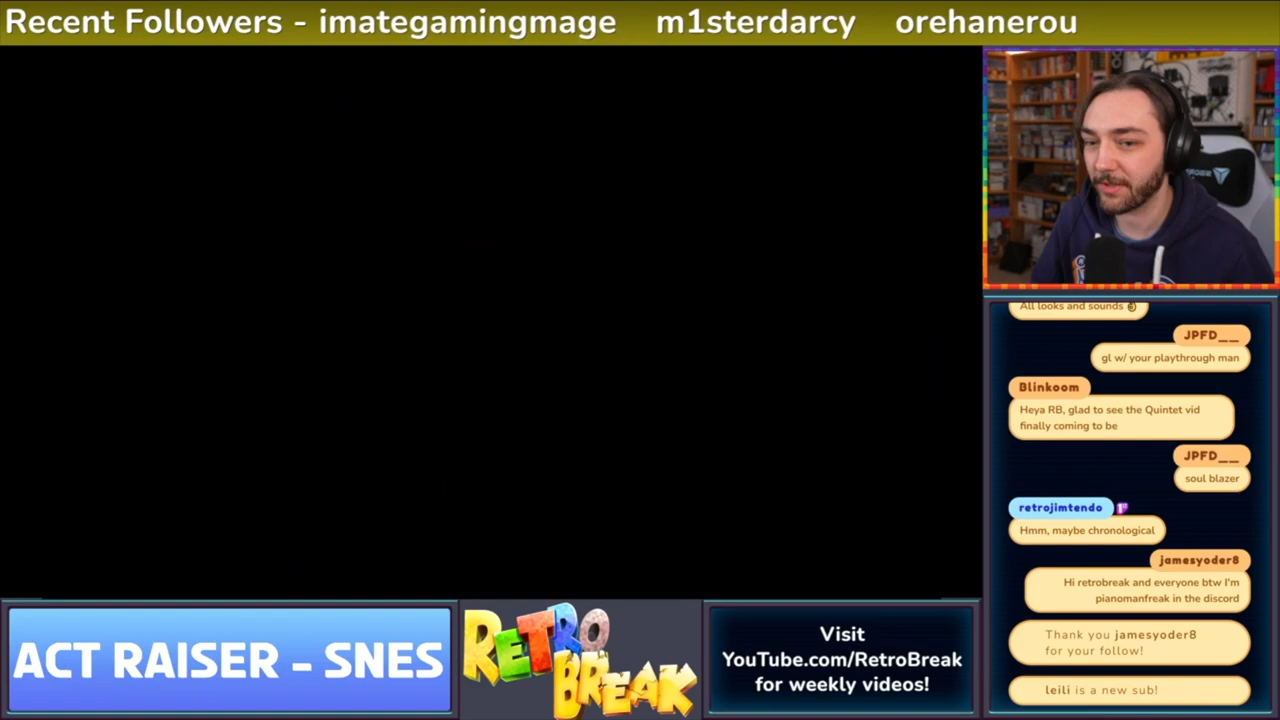 Recent Followers - imategamingmage m1sterdarcy orehanerou
All looks and sounds
JPFD__
gl w/ your playthrough man
Blinkoom
Heya RB, glad to see the Quintet vid
finally coming to be
JPFD__
soul blazer
retrojimtendo
Hmm, maybe chronological
jamesyoder8
Hi retrobreak and everyone btw I'm
pianomanfreak in the discord
Thank you jamesyoder8
for your follow!
leili is a new sub!
ACT RAISER - SNES
RETRO
BREAK
Visit
YouTube.com/RetroBreak
for weekly videos!